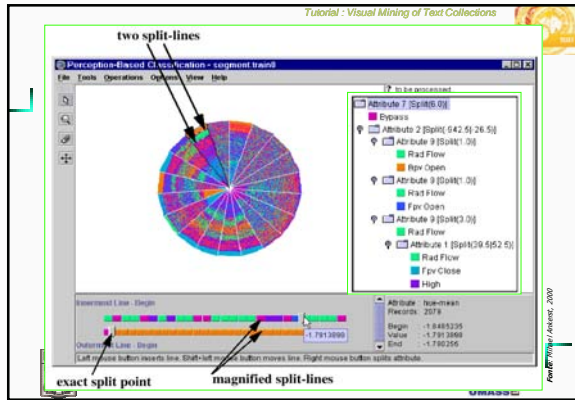 Tutorial : Visual Mining of Text Collections
two split-lines
Perception-Based Classification - segment train0
File Tools Operations Options View Help
to be processed
Attribute 7 [Split(6.0)]
Bypass
Attribute 2 [Split(-942.5|-26.5)]
Attribute 9 [Split(1.0)]
Rad Flow
Bpv Open
Attribute 9 [Split(1.0)]
Rad Flow
Fpv Open
Attribute 9 [Split(3.0)]
Rad Flow
Attribute 1 [Split(39.5|52.5)]
Rad Flow
Fpv Close
High
Innermost Line - Begin
Attribute : hue-mean
Records : 2079
Begin : -1.8485235
Value : -1.7913898
End : -1.780256
-1.7913898
Outermost Line - Begin
Left mouse button inserts line. Shift+left mouse button moves line. Right mouse button splits attribute.
exact split point
magnified split-lines
Fonte: Mihael Ankerst, 2000
UMASS